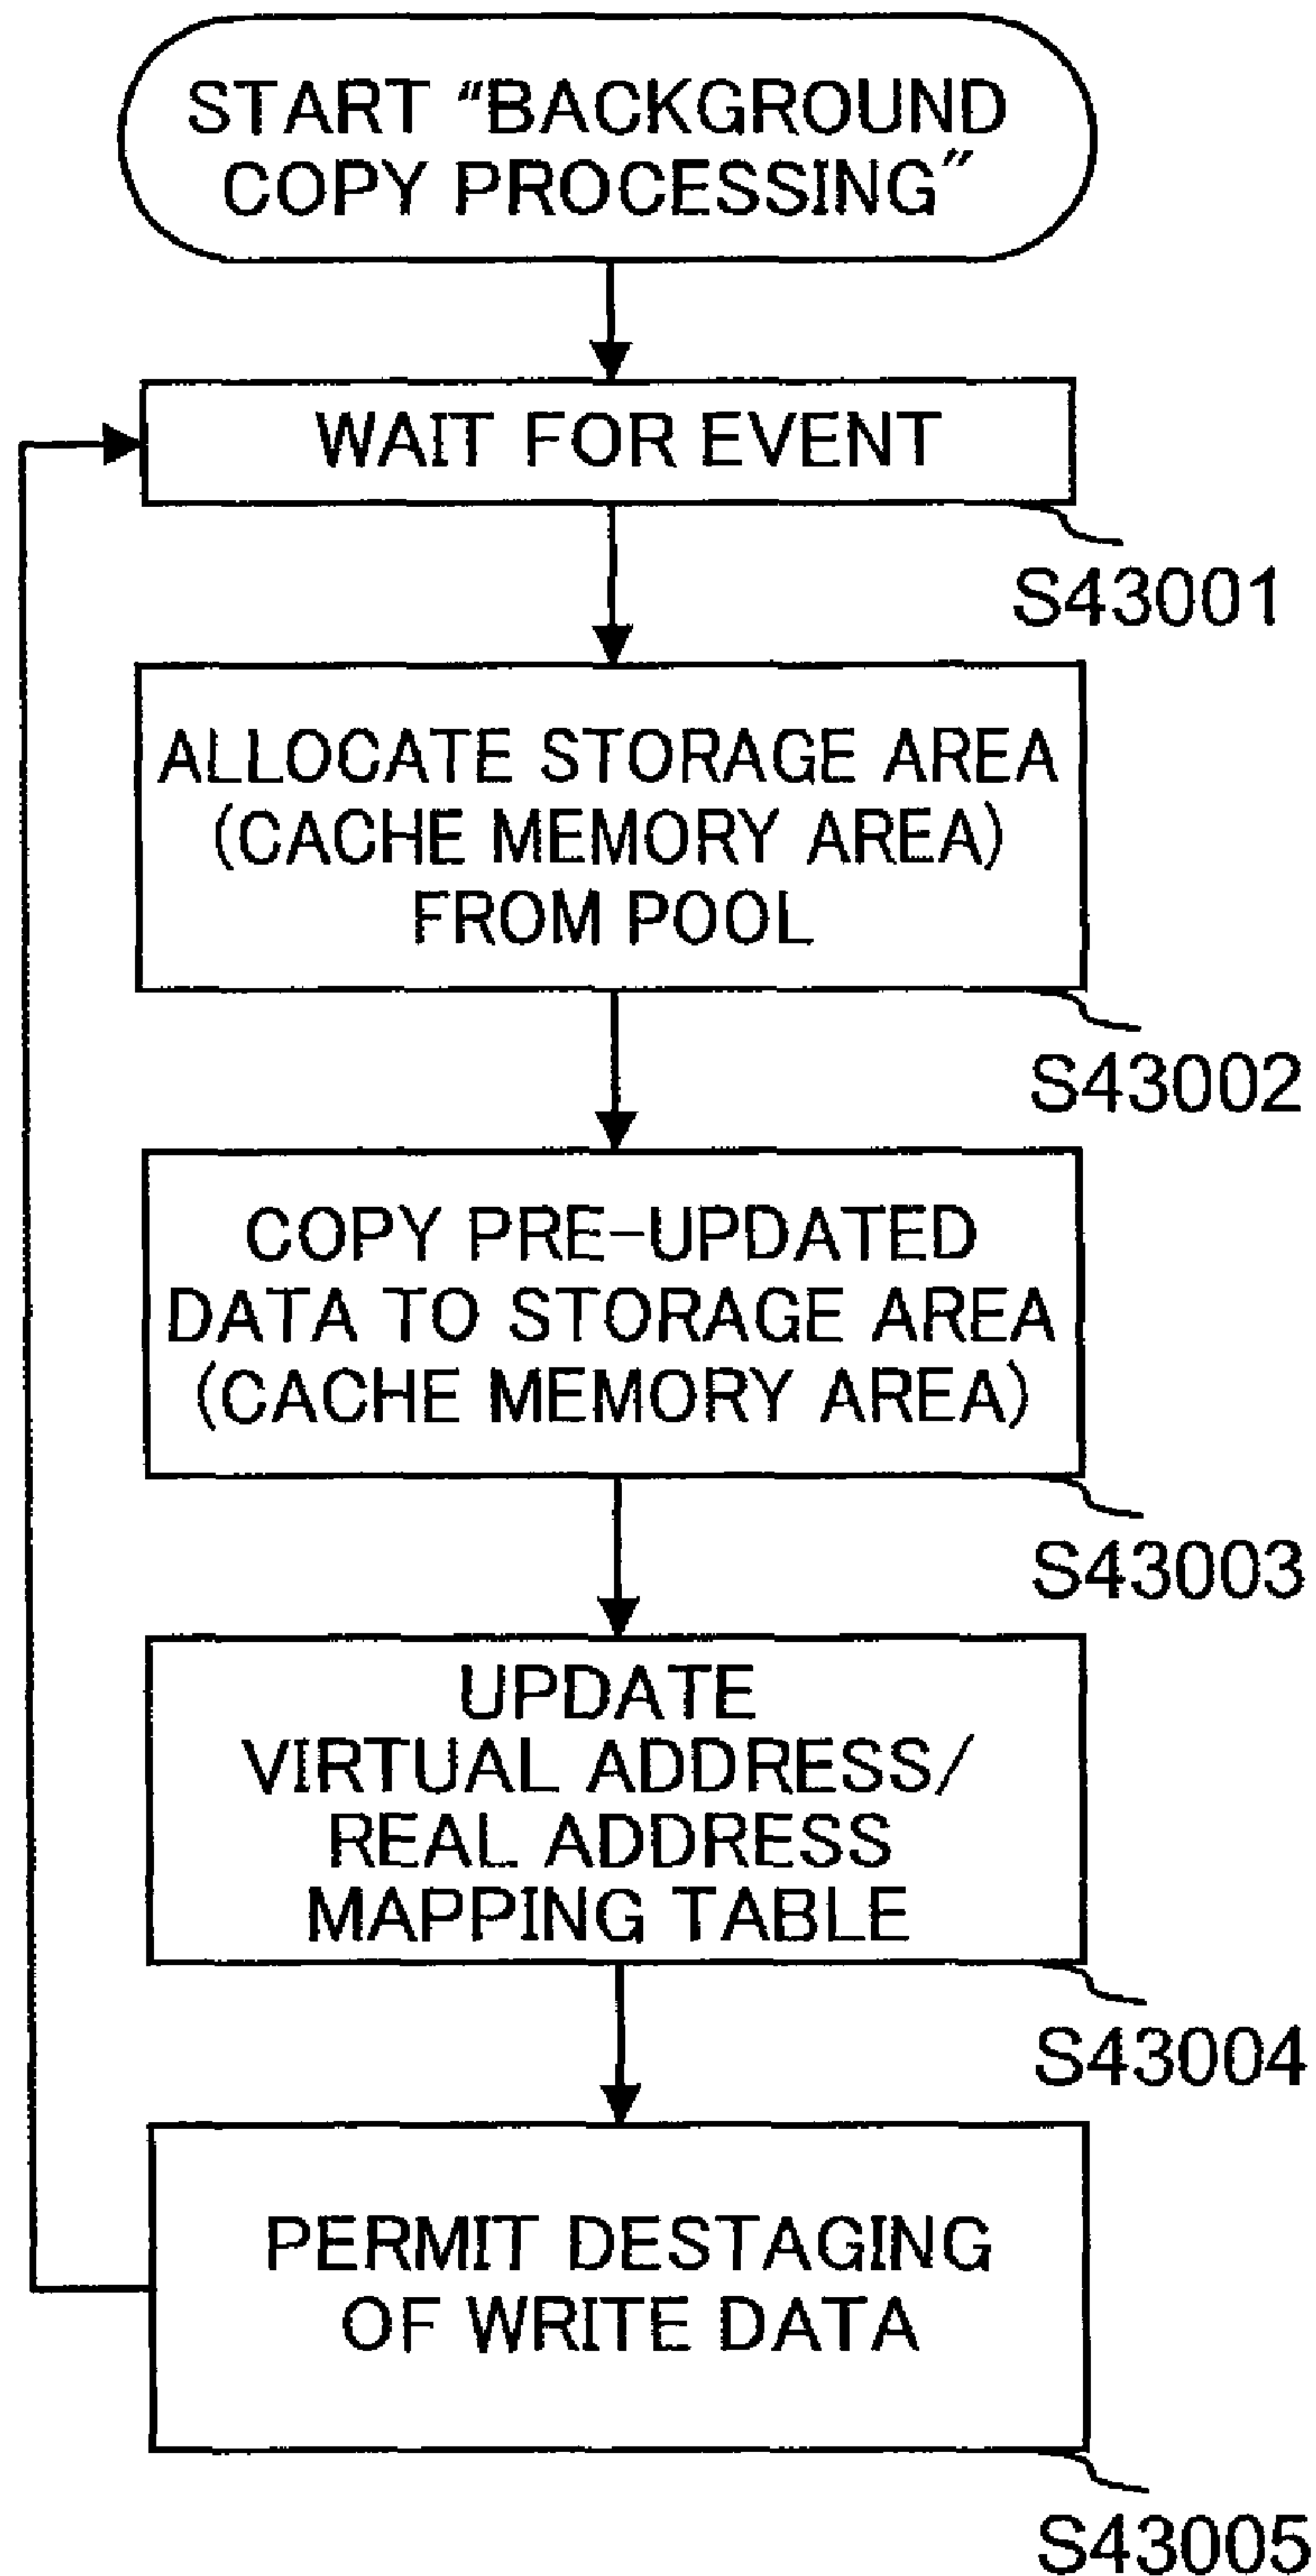 START “BACKGROUND
COPY PROCESSING”
WAIT FOR EVENT
S43001
ALLOCATE STORAGE AREA
(CACHE MEMORY AREA)
FROM POOL
S43002
COPY PRE-UPDATED
DATA TO STORAGE AREA
(CACHE MEMORY AREA)
S43003
UPDATE
VIRTUAL ADDRESS/
REAL ADDRESS
MAPPING TABLE
S43004
PERMIT DESTAGING
OF WRITE DATA
S43005